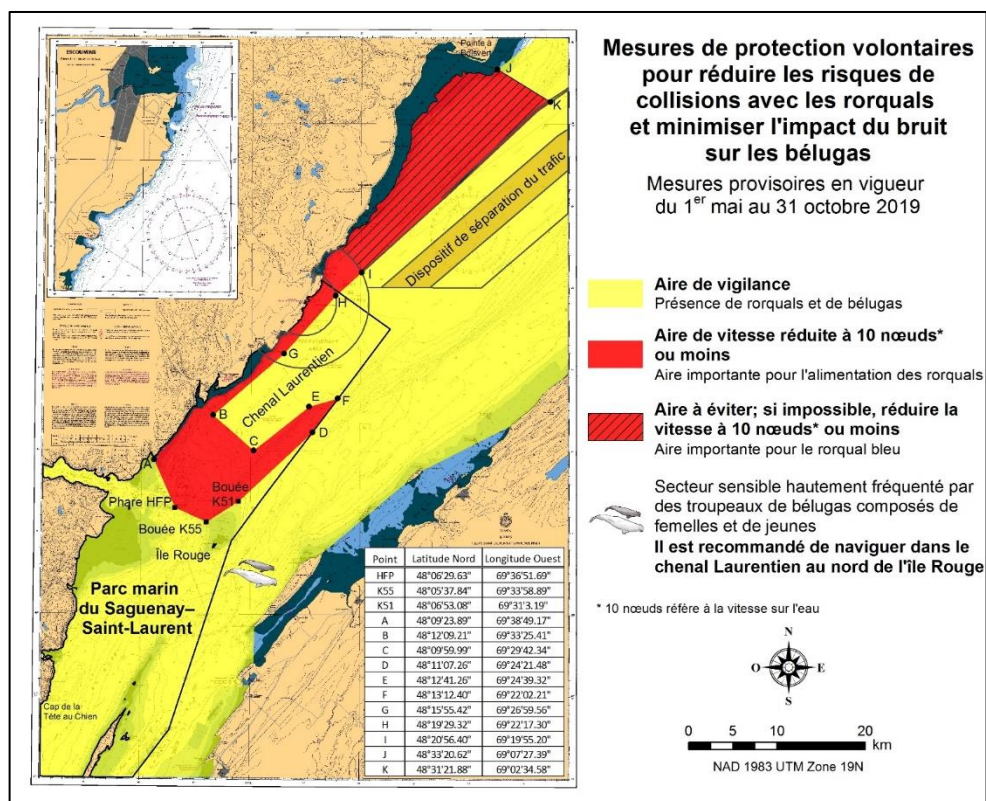 Mesures de protection volontaires
pour réduire les risques de
collisions avec les rorquals
et minimiser l'impact du bruit
sur les bélugas
Mesures provisoires en vigueur
du 1er mai au 31 octobre 2019
Aire de vigilance
Présence de rorquals et de bélugas
Aire de vitesse réduite à 10 nœuds*
ou moins
Aire importante pour l'alimentation des rorquals
Aire à éviter; si impossible, réduire la
vitesse à 10 nœuds* ou moins
Aire importante pour le rorqual bleu
Secteur sensible hautement fréquenté par
des troupeaux de bélugas composés de
femelles et de jeunes
Il est recommandé de naviguer dans le
chenal Laurentien au nord de l'île Rouge
* 10 nœuds réfère à la vitesse sur l'eau
N
O E
S
0 5 10 20
km
NAD 1983 UTM Zone 19N
ESCOUMINS
Pointe à
Boisvert
J
K
Dispositif de séparation du trafic
I
H
G
Chenal Laurentien
F
E
D
B
C
A
Bouée
K51
Phare HFP
Bouée K55
Île Rouge
Parc marin
du Saguenay–
Saint-Laurent
Cap de la
Tête au Chien
Point Latitude Nord Longitude Ouest
HFP 48°06'29.63" 69°36'51.69"
K55 48°05'37.84" 69°33'58.89"
K51 48°06'53.08" 69°31'3.19"
A 48°09'23.89" 69°38'49.17"
B 48°12'09.21" 69°33'25.41"
C 48°09'59.99" 69°29'42.34"
D 48°11'07.26" 69°24'21.48"
E 48°12'41.26" 69°24'39.32"
F 48°13'12.40" 69°22'02.21"
G 48°15'55.42" 69°26'59.56"
H 48°19'29.32" 69°22'17.30"
I 48°20'56.40" 69°19'55.20"
J 48°33'20.62" 69°07'27.39"
K 48°31'21.88" 69°02'34.58"